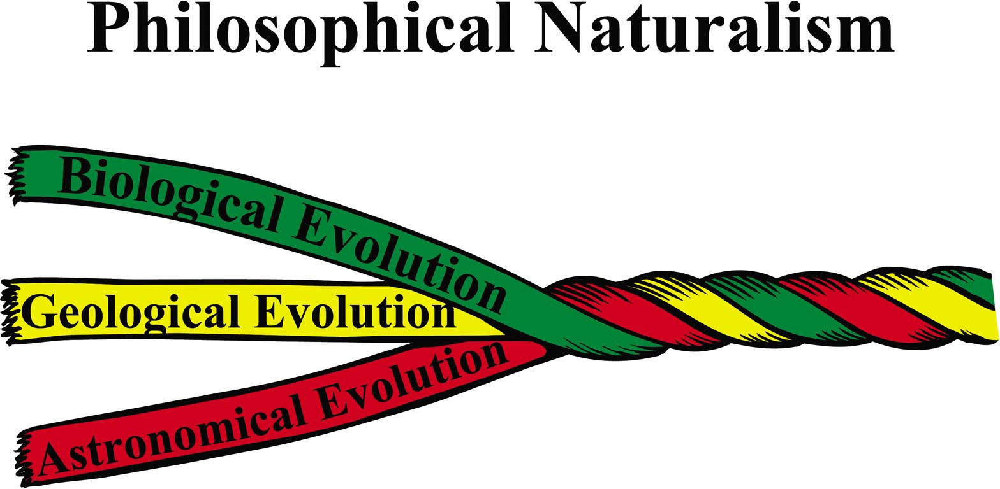 Philosophical Naturalism
Biological Evolution
Geological Evolution
Astronomical Evolution